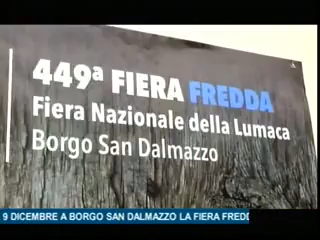 449ª FIERA FREDDA
Fiera Nazionale della Lumaca
Borgo San Dalmazzo
9 DICEMBRE A BORGO SAN DALMAZZO LA FIERA FREDD